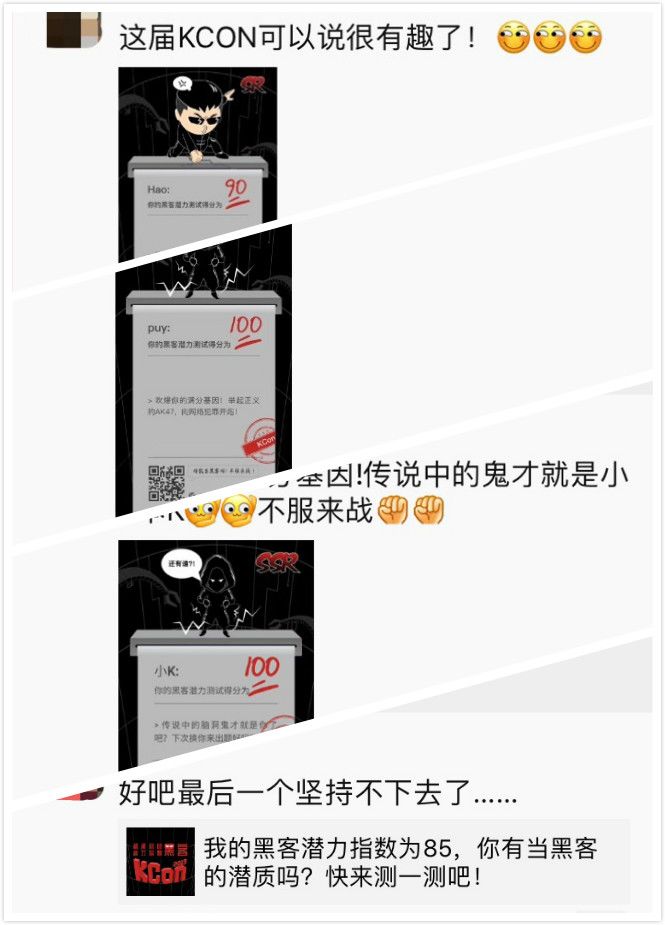 这届KCON可以说很有趣了！
SR
Hao:
90
你的黑客潜力测试得分为
puy:
100
你的黑客潜力测试得分为
> 欢爆你的满分基因！举起正义
的AK47，向网络犯罪开起！
KCon
分基因!传说中的鬼才就是小
K 不服来战
还有谁?!
SSR
小K:
100
你的黑客潜力测试得分为
> 传说中的脑洞鬼才就是你了
吧？下次换你来出题好
好吧最后一个坚持不下去了......
KCon
我的黑客潜力指数为85，你有当黑客
的潜质吗？快来测一测吧！